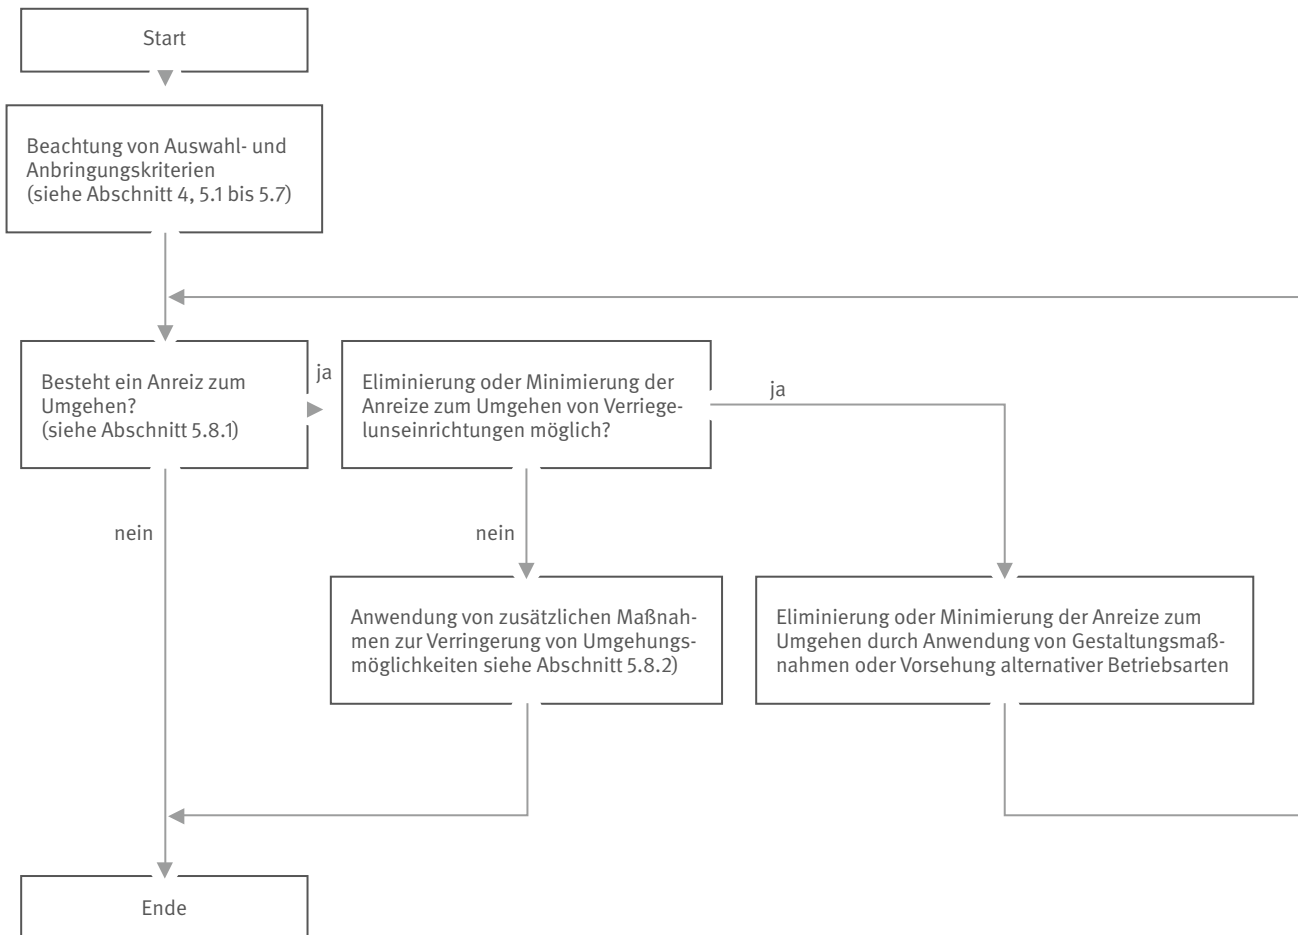 Start
Beachtung von Auswahl- und
Anbringungskriterien
(siehe Abschnitt 4, 5.1 bis 5.7)
Besteht ein Anreiz zum
Umgehen?
(siehe Abschnitt 5.8.1)
ja
Eliminierung oder Minimierung der
Anreize zum Umgehen von Verriege-
lunseinrichtungen möglich?
ja
nein
nein
Anwendung von zusätzlichen Maßnah-
men zur Verringerung von Umgehungs-
möglichkeiten siehe Abschnitt 5.8.2)
Eliminierung oder Minimierung der Anreize zum
Umgehen durch Anwendung von Gestaltungsmaß-
nahmen oder Vorsehung alternativer Betriebsarten
Ende